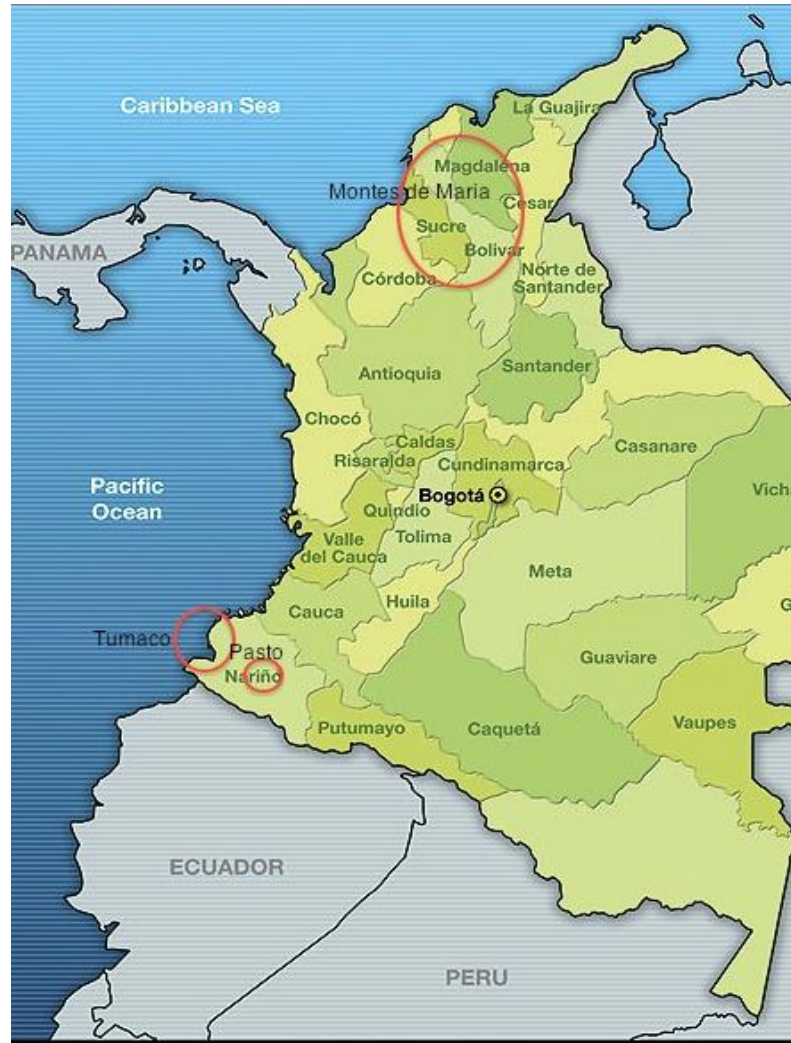 Caribbean Sea
La Guajira
Magdalena
Montes de Maria
Cesar
Sucre
Bolivar
PANAMA
Córdoba
Norte de
Santander
Antioquia
Santander
Chocó
Caldas
Casanare
Risaralda
Cundinamarca
Pacific
Ocean
Bogotá
Vich
Quindio
Valle
del Cauca
Tolima
Meta
Huila
G
Cauca
Tumaco
Pasto
Guaviare
Nariño
Putumayo
Caquetá
Vaupes
ECUADOR
PERU